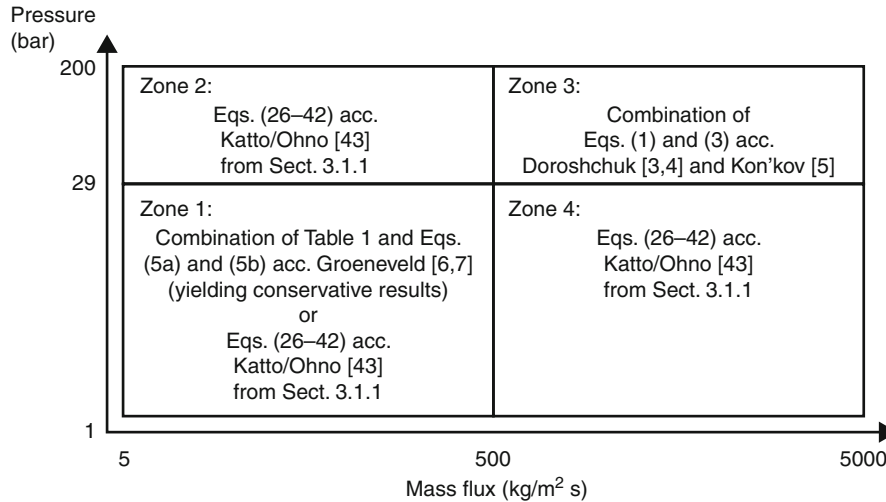 Pressure
(bar)
200
29
1
Zone 2:
Eqs. (26–42) acc.
Katto/Ohno [43]
from Sect. 3.1.1
Zone 3:
Combination of
Eqs. (1) and (3) acc.
Doroshchuk [3,4] and Kon'kov [5]
Zone 1:
Combination of Table 1 and Eqs.
(5a) and (5b) acc. Groeneveld [6,7]
(yielding conservative results)
or
Eqs. (26–42) acc.
Katto/Ohno [43]
from Sect. 3.1.1
Zone 4:
Eqs. (26–42) acc.
Katto/Ohno [43]
from Sect. 3.1.1
5
500
5000
Mass flux (kg/m² s)